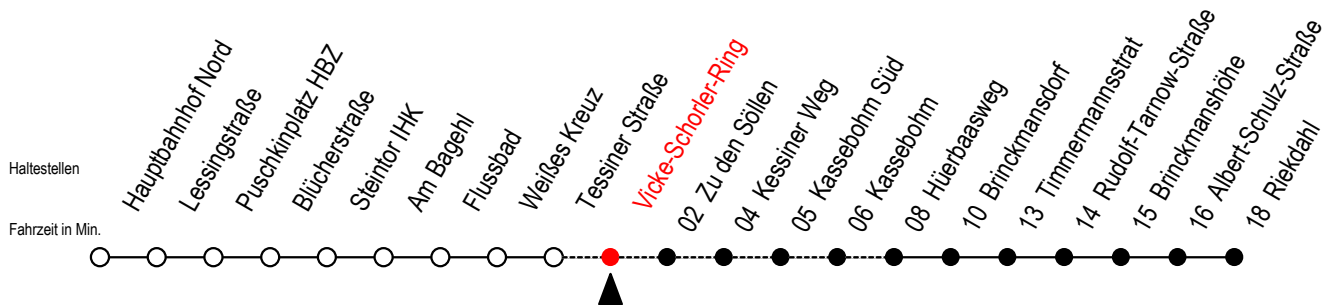 Haltestellen
Fahrzeit in Min.
Hauptbahnhof Nord
Lessingstraße
Puschkinplatz HBZ
Blücherstraße
Steintor IHK
Am Bagehl
Flussbad
Weißes Kreuz
Tessiner Straße
Vicke-Schorler-Ring
02 Zu den Söllen
04 Kessiner Weg
05 Kassebohm Süd
06 Kassebohm
08 Hüerbaasweg
10 Brinckmansdorf
13 Timmermannsstrat
14 Rudolf-Tarnow-Straße
15 Brinckmanshöhe
16 Albert-Schulz-Straße
18 Riekdahl